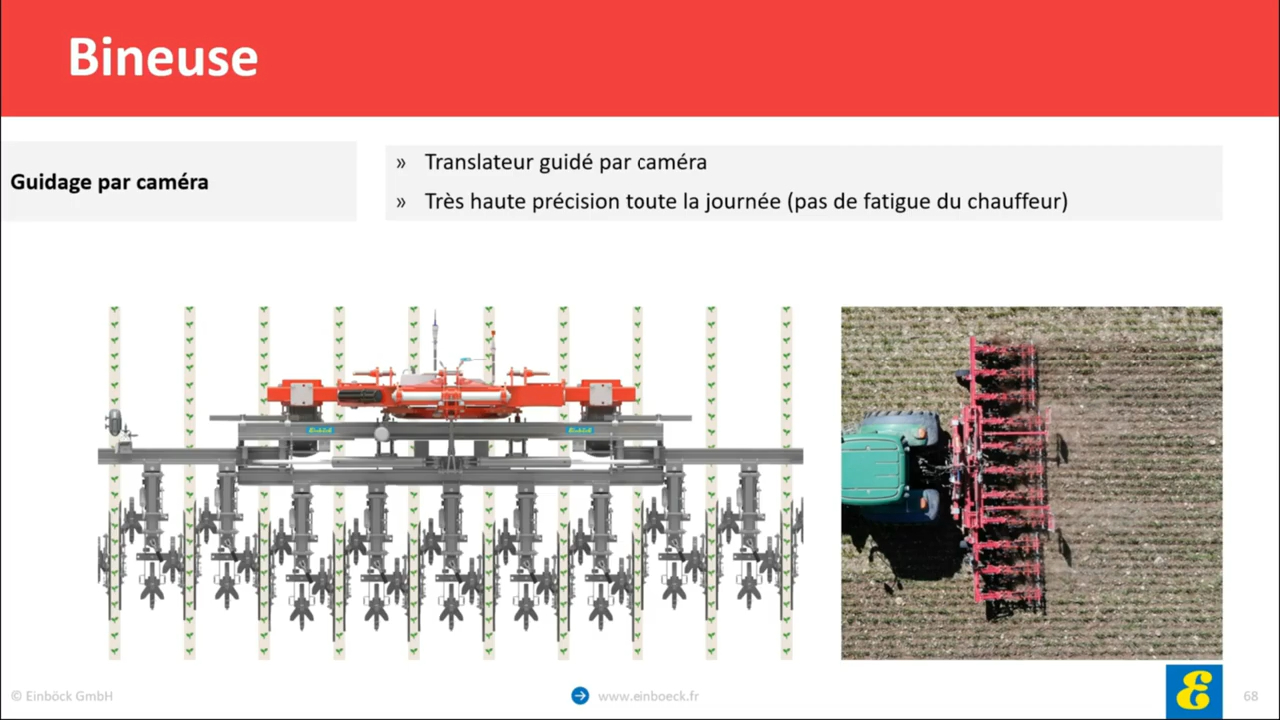 Bineuse
Guidage par caméra
» Translateur guidé par caméra
» Très haute précision toute la journée (pas de fatigue du chauffeur)
© Einböck GmbH
www.einboeck.fr
68